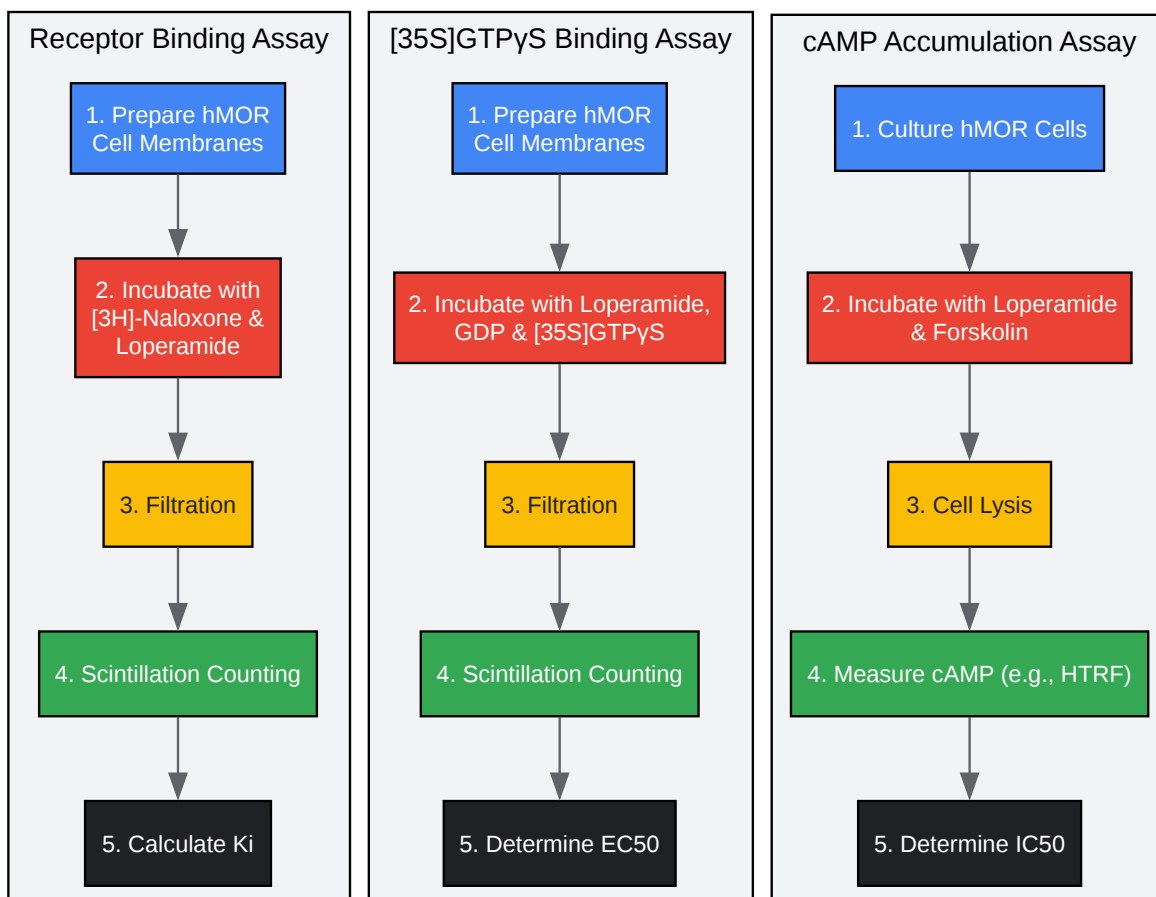 Receptor Binding Assay
1. Prepare hMOR
Cell Membranes
2. Incubate with
[3H]-Naloxone &
Loperamide
3. Filtration
4. Scintillation Counting
5. Calculate Ki
[35S]GTPγS Binding Assay
1. Prepare hMOR
Cell Membranes
2. Incubate with Loperamide,
GDP & [35S]GTPγS
3. Filtration
4. Scintillation Counting
5. Determine EC50
cAMP Accumulation Assay
1. Culture hMOR Cells
2. Incubate with Loperamide
& Forskolin
3. Cell Lysis
4. Measure cAMP (e.g., HTRF)
5. Determine IC50